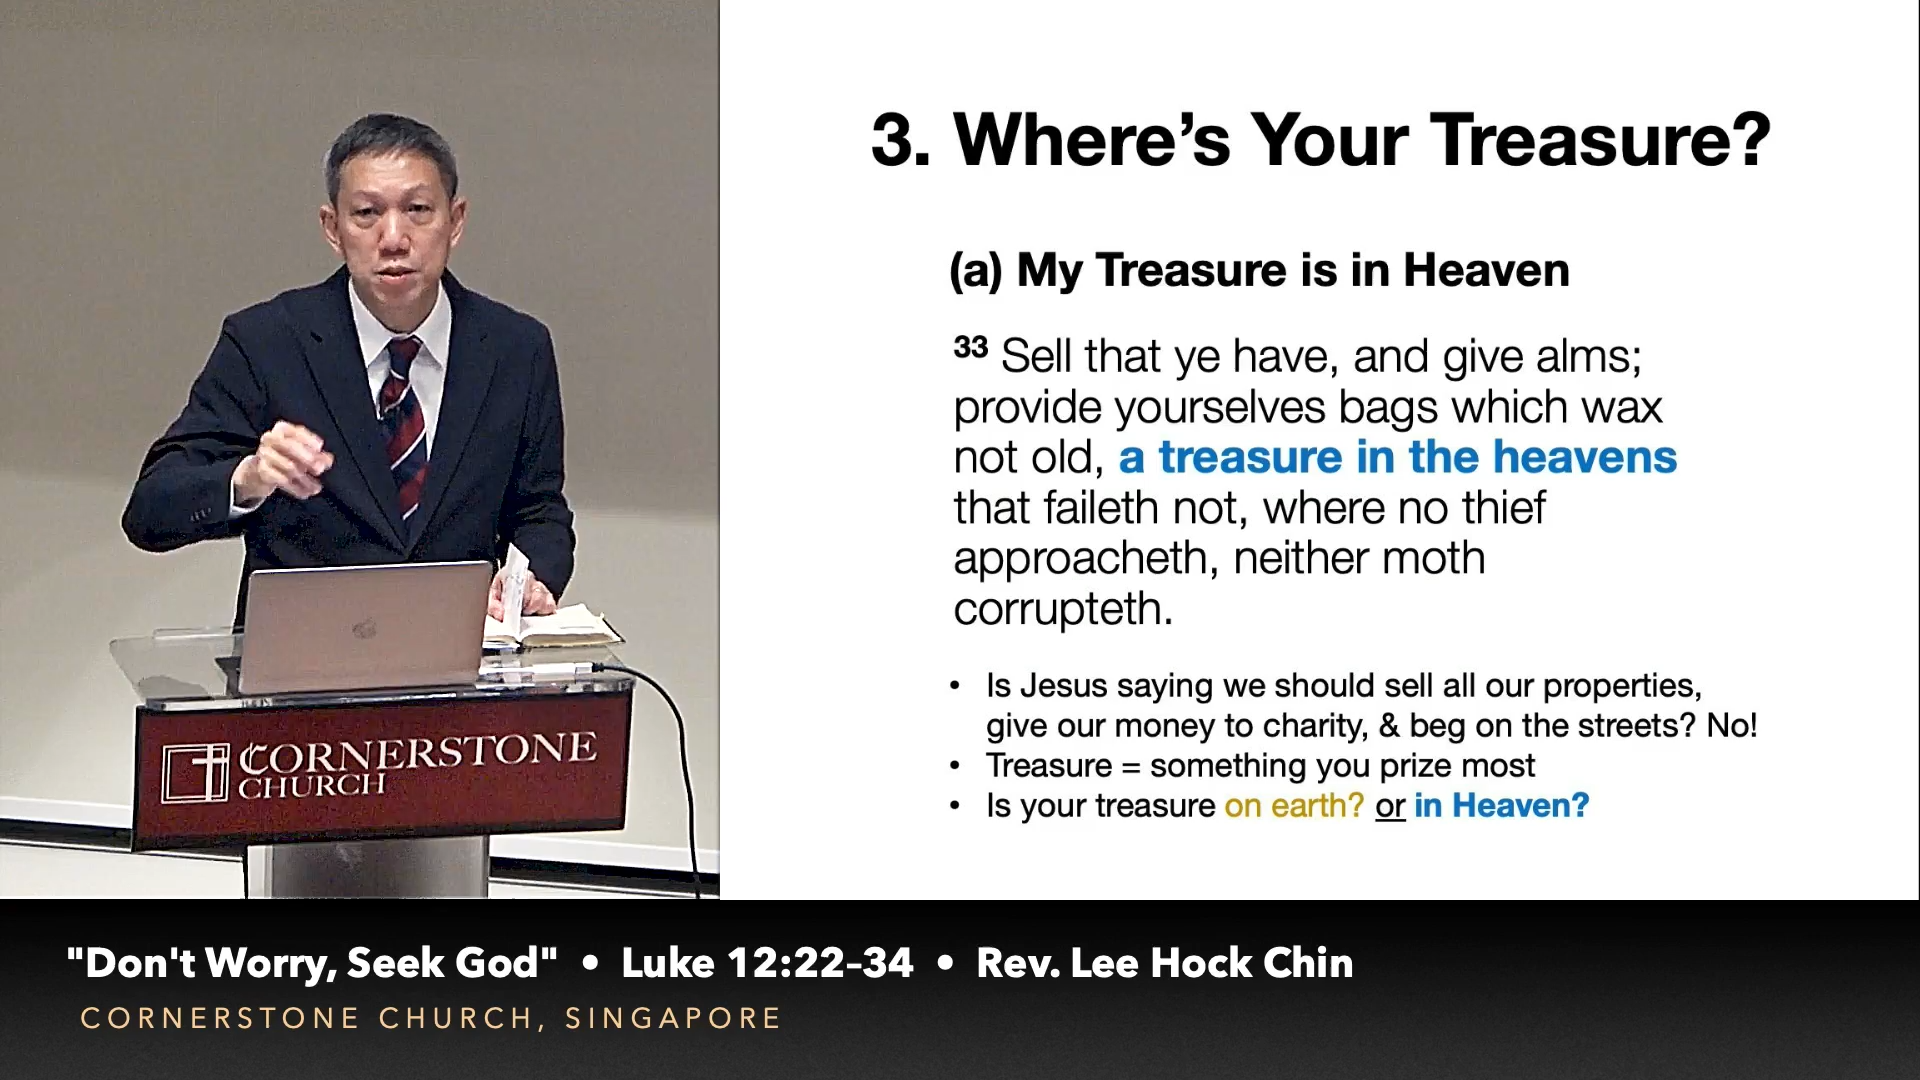 3. Where's Your Treasure?
(a) My Treasure is in Heaven
33 Sell that ye have, and give alms;
provide yourselves bags which wax
not old, a treasure in the heavens
that faileth not, where no thief
approacheth, neither moth
corrupteth.
• Is Jesus saying we should sell all our properties,
give our money to charity, & beg on the streets? No!
• Treasure = something you prize most
• Is your treasure on earth? or in Heaven?
CORNERSTONE
CHURCH
"Don't Worry, Seek God" • Luke 12:22–34 • Rev. Lee Hock Chin
CORNERSTONE CHURCH, SINGAPORE